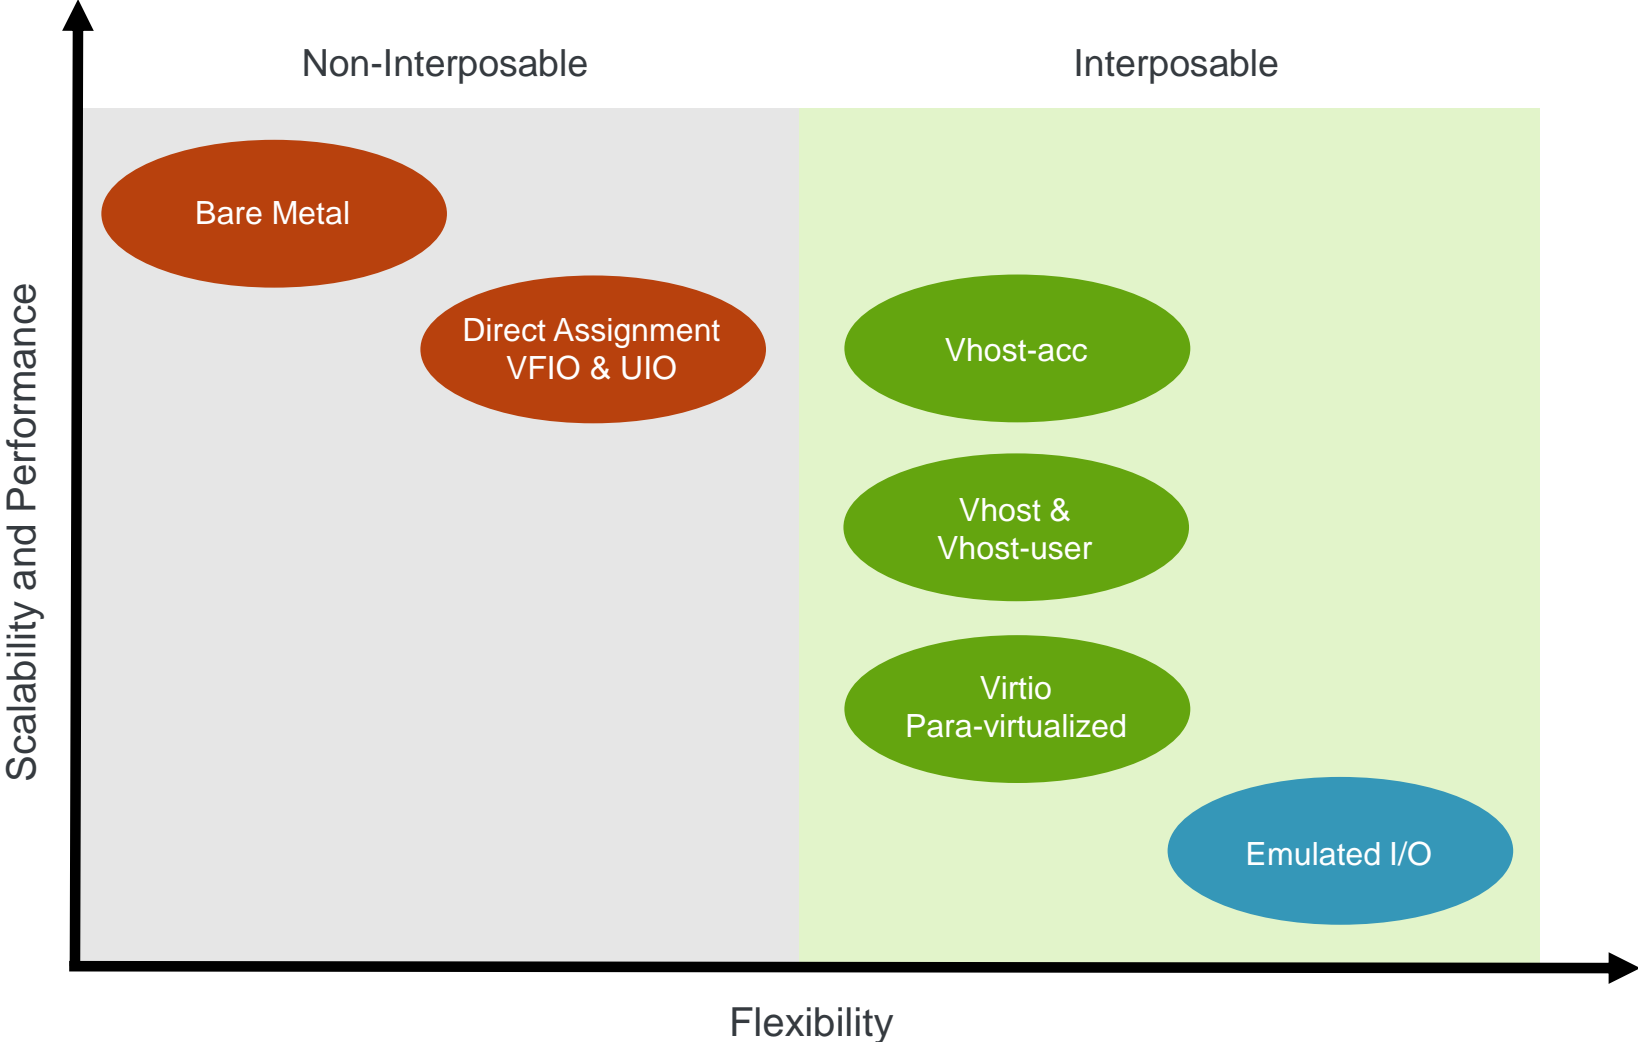 Non-Interposable
Interposable
Bare Metal
Direct Assignment
VFIO & UIO
Vhost-acc
Vhost &
Vhost-user
Virtio
Para-virtualized
Emulated I/O
Scalability and Performance
Flexibility